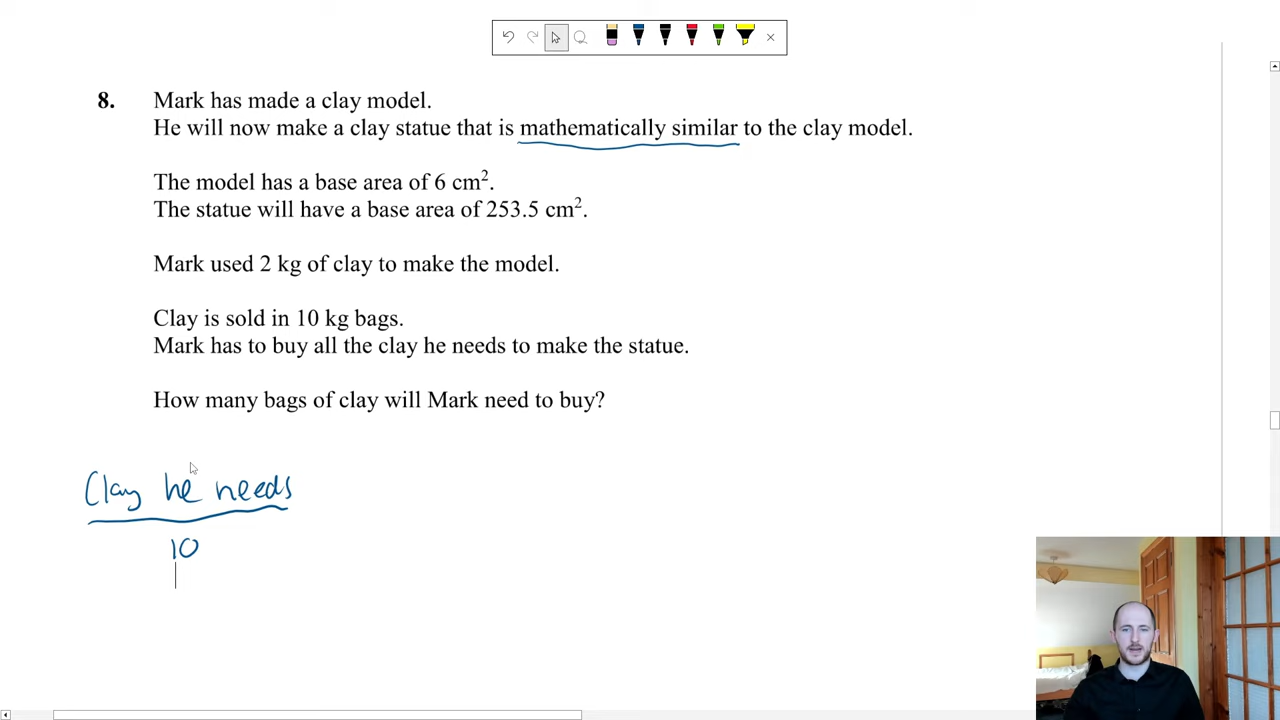 8. Mark has made a clay model.
He will now make a clay statue that is mathematically similar to the clay model.
The model has a base area of 6 cm².
The statue will have a base area of 253.5 cm².
Mark used 2 kg of clay to make the model.
Clay is sold in 10 kg bags.
Mark has to buy all the clay he needs to make the statue.
How many bags of clay will Mark need to buy?
Clay he needs
10